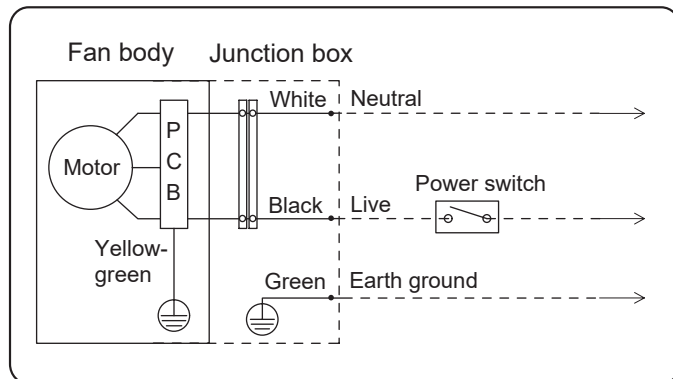 Fan body
Junction box
White
Neutral
P
C
B
Motor
Power switch
Black
Live
Yellow-
green
Green
Earth ground